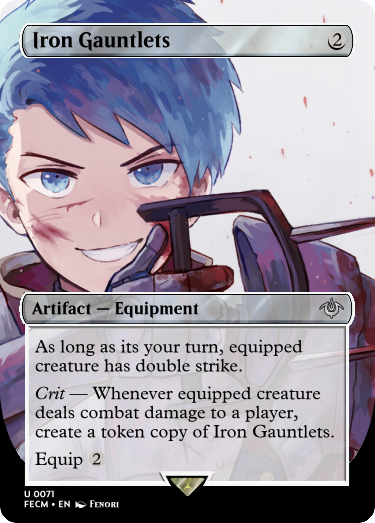 Iron Gauntlets 2
Artifact — Equipment
As long as its your turn, equipped
creature has double strike.
Crit — Whenever equipped creature
deals combat damage to a player,
create a token copy of Iron Gauntlets.
Equip 2
U 0071
FECM • EN Fenori